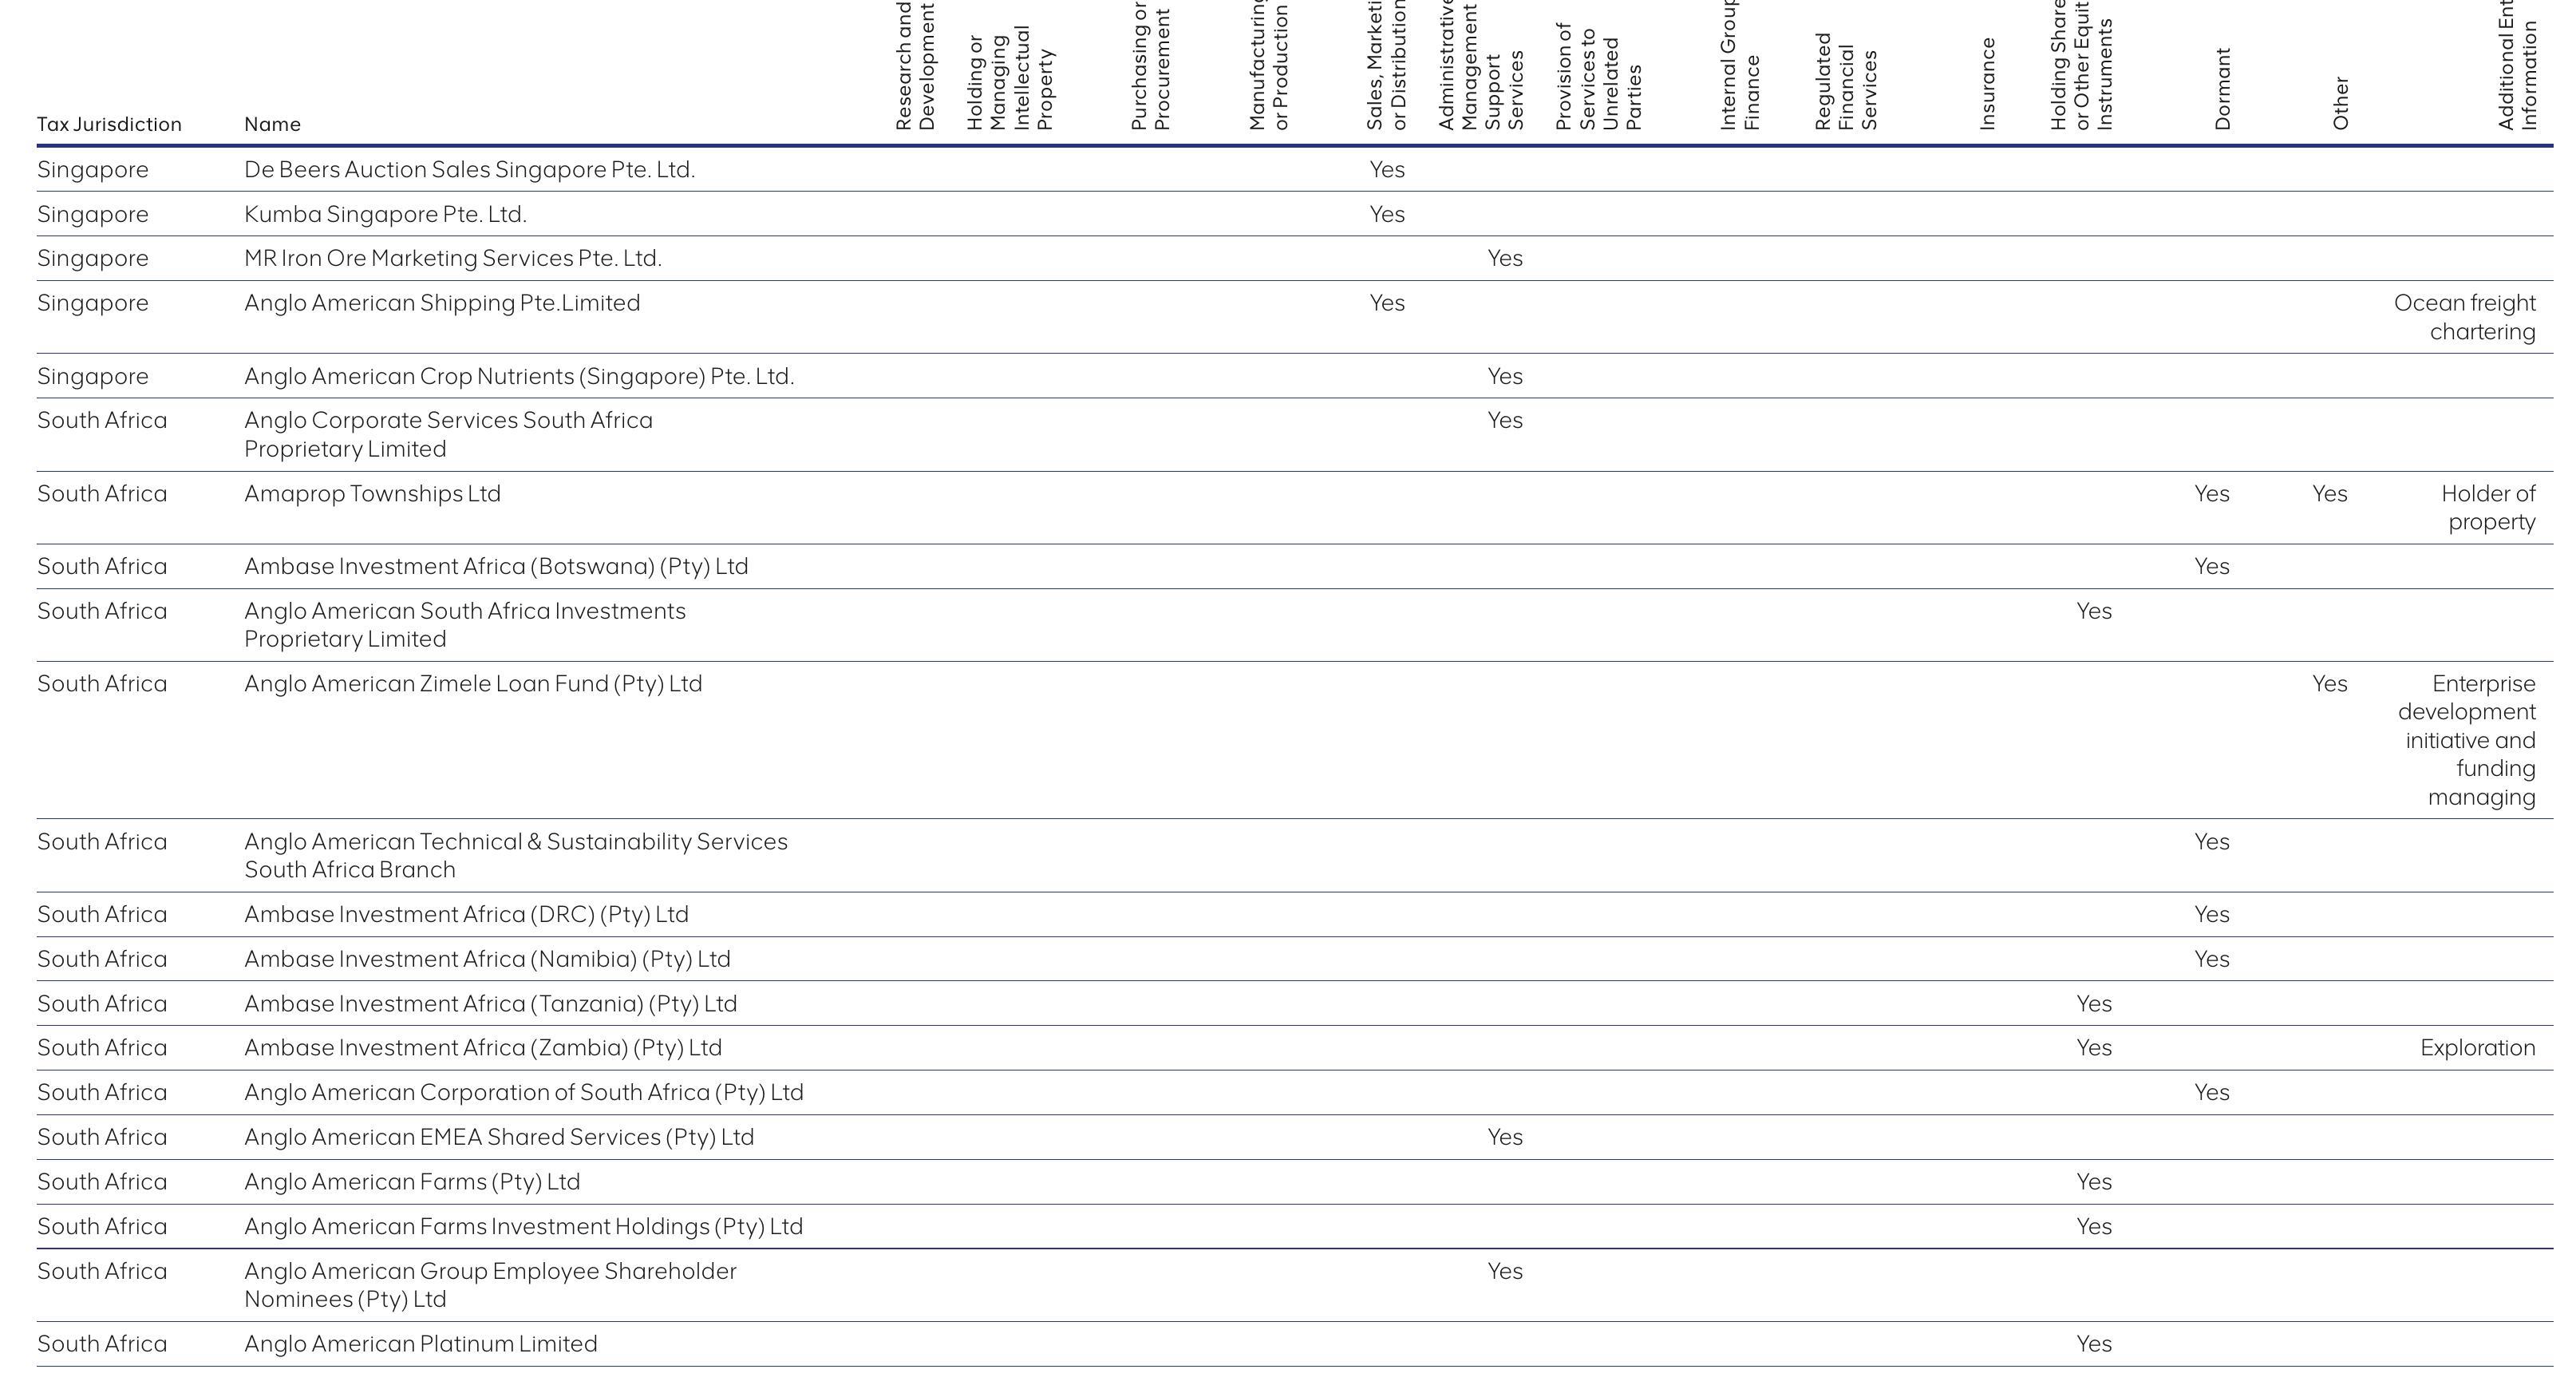 Research and
Development
Holding or
Managing
Intellectual
Property
Purchasing or
Procurement
Manufacturing
or Production
Sales,
or Distribution
Administrative
Management
Support
Services
Provision of
Services to
Unrelated
Parties
Internal Group
Finance
Regulated
Financial
Services
Insurance
Holding
or Other
Instruments
Dormant
Other
Additional
Information
Tax Jurisdiction Name
Singapore De Beers Auction Sales Singapore Pte. Ltd. Yes
Singapore Kumba Singapore Pte. Ltd. Yes
Singapore MR Iron Ore Marketing Services Pte. Ltd. Yes
Singapore Anglo American Shipping Pte.Limited Yes Ocean freight
chartering
Singapore Anglo American Crop Nutrients (Singapore) Pte. Ltd. Yes
South Africa Anglo Corporate Services South Africa Yes
Proprietary Limited
South Africa Amaprop Townships Ltd Yes Yes Holder of
property
South Africa Ambase Investment Africa (Botswana) (Pty) Ltd Yes
South Africa Anglo American South Africa Investments Yes
Proprietary Limited
South Africa Anglo American Zimele Loan Fund (Pty) Ltd Yes Enterprise
development
initiative and
funding
managing
South Africa Anglo American Technical & Sustainability Services Yes
South Africa Branch
South Africa Ambase Investment Africa (DRC) (Pty) Ltd Yes
South Africa Ambase Investment Africa (Namibia) (Pty) Ltd Yes
South Africa Ambase Investment Africa (Tanzania) (Pty) Ltd Yes
South Africa Ambase Investment Africa (Zambia) (Pty) Ltd Yes Exploration
South Africa Anglo American Corporation of South Africa (Pty) Ltd Yes
South Africa Anglo American EMEA Shared Services (Pty) Ltd Yes
South Africa Anglo American Farms (Pty) Ltd Yes
South Africa Anglo American Farms Investment Holdings (Pty) Ltd Yes
South Africa Anglo American Group Employee Shareholder Yes
Nominees (Pty) Ltd
South Africa Anglo American Platinum Limited Yes